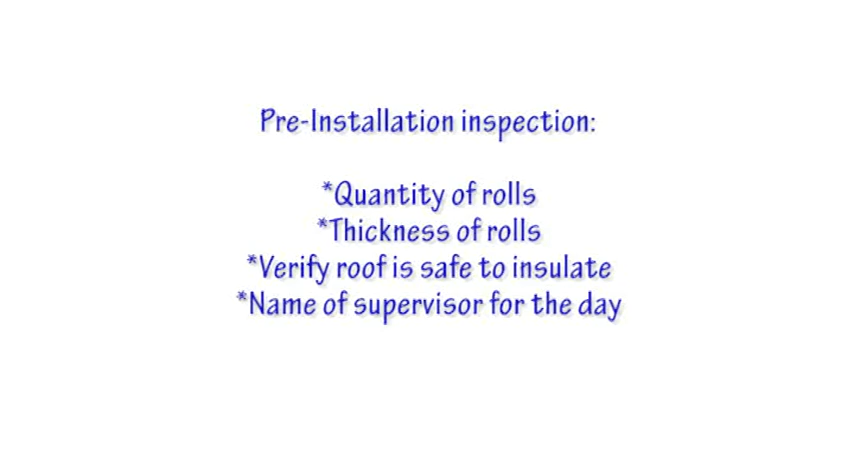 Pre-Installation inspection:
*Quantity of rolls
*Thickness of rolls
*Verify roof is safe to insulate
*Name of supervisor for the day